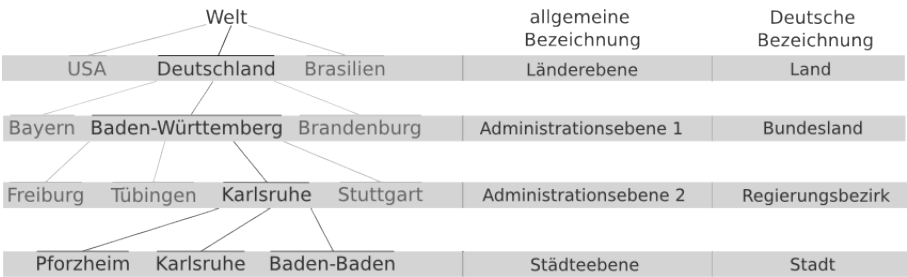 Welt
allgemeine Bezeichnung
Deutsche Bezeichnung
USA Deutschland Brasilien Länderebene Land
Bayern Baden-Württemberg Brandenburg Administrationsebene 1 Bundesland
Freiburg Tübingen Karlsruhe Stuttgart Administrationsebene 2 Regierungsbezirk
Pforzheim Karlsruhe Baden-Baden Städteebene Stadt